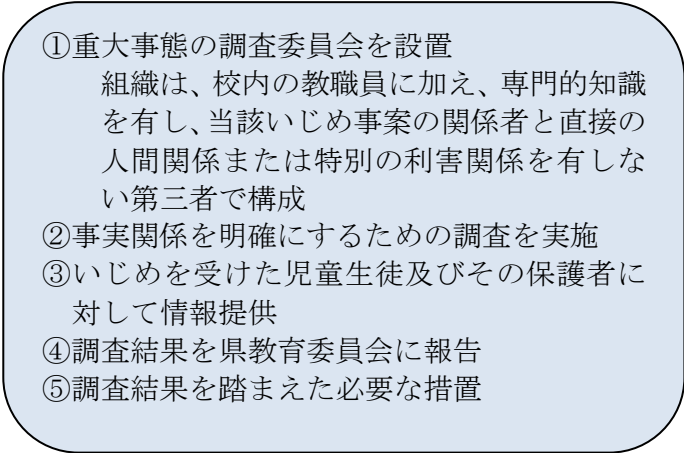 ①重大事態の調査委員会を設置
組織は、校内の教職員に加え、専門的知識
を有し、当該いじめ事案の関係者と直接の
人間関係または特別の利害関係を有しな
い第三者で構成
②事実関係を明確にするための調査を実施
③いじめを受けた児童生徒及びその保護者に
対して情報提供
④調査結果を県教育委員会に報告
⑤調査結果を踏まえた必要な措置